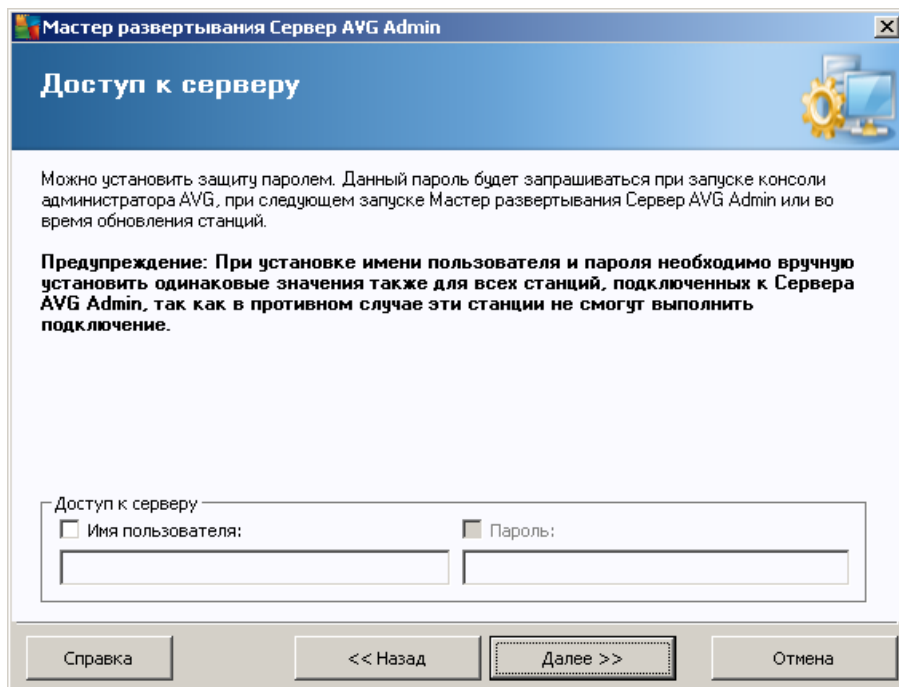 Мастер развертывания Сервер AVG Admin
Доступ к серверу
Можно установить защиту паролем. Данный пароль будет запрашиваться при запуске консоли
администратора AVG, при следующем запуске Мастер развертывания Сервер AVG Admin или во
время обновления станций.
Предупреждение: При установке имени пользователя и пароля необходимо вручную
установить одинаковые значения также для всех станций, подключенных к Сервера
AVG Admin, так как в противном случае эти станции не смогут выполнить
подключение.
Доступ к серверу
Имя пользователя: Пароль:
Справка << Назад Далее >> Отмена